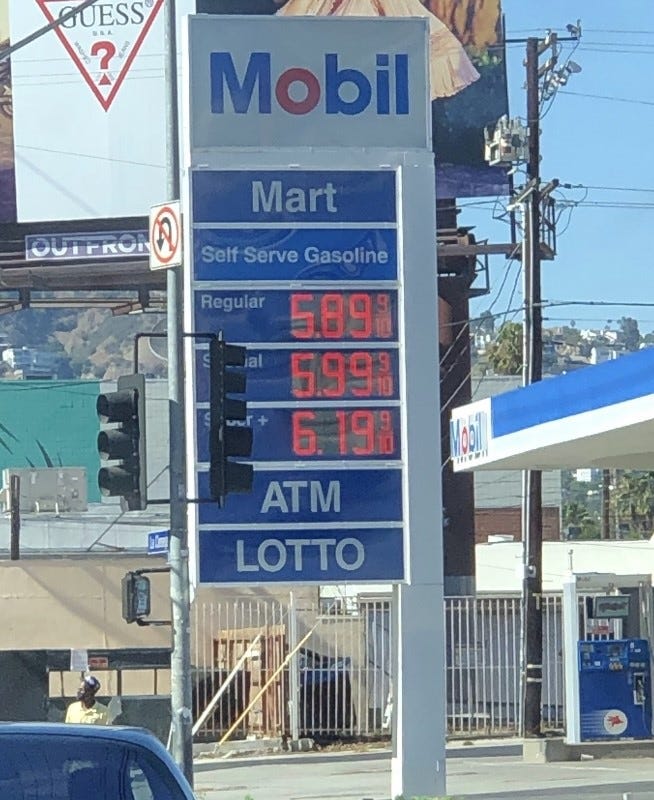 GUESS
U.S.A.
?
Mobil
Mart
OUTFRON
Self Serve Gasoline
Regular 5.89 9/10
5.99 9/10
+ 6.19 9/10
Mobil
ATM
LOTTO